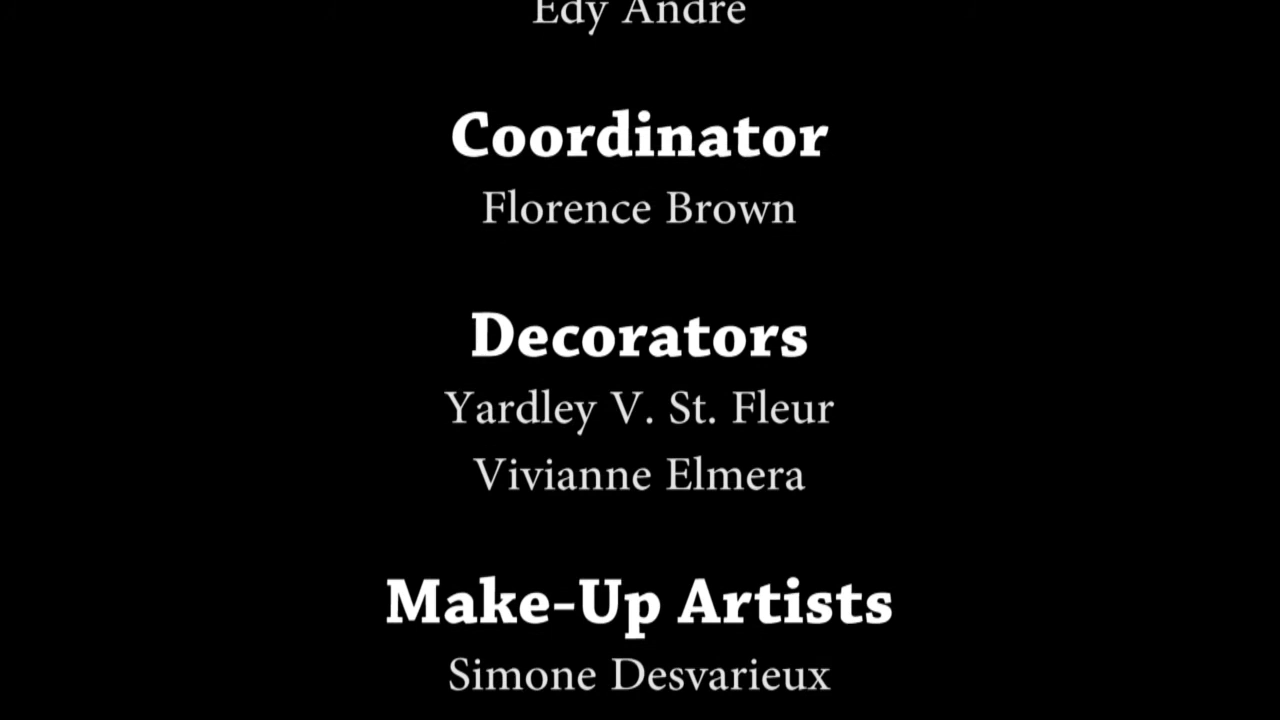 Edy Andre
Coordinator
Florence Brown
Decorators
Yardley V. St. Fleur
Vivianne Elmera
Make-Up Artists
Simone Desvarieux